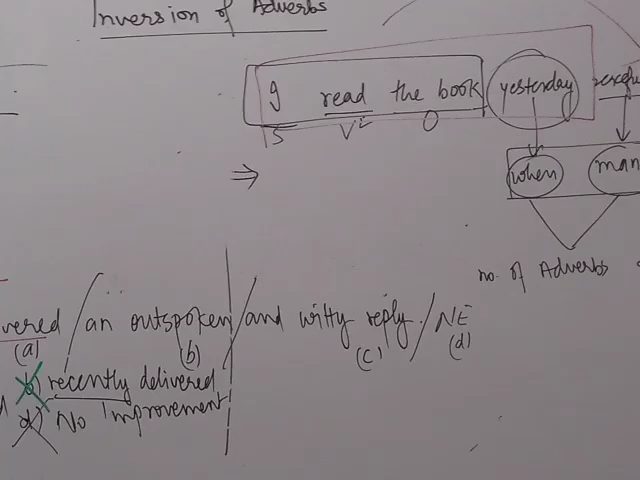 Inversion of Adverbs
I read the book yesterday
S V O
⇒ when man
no. of Adverbs
vered / an outspoken / and witty reply / NE
(a) (b) (c) (d)
b) recently delivered
d) No Improvement